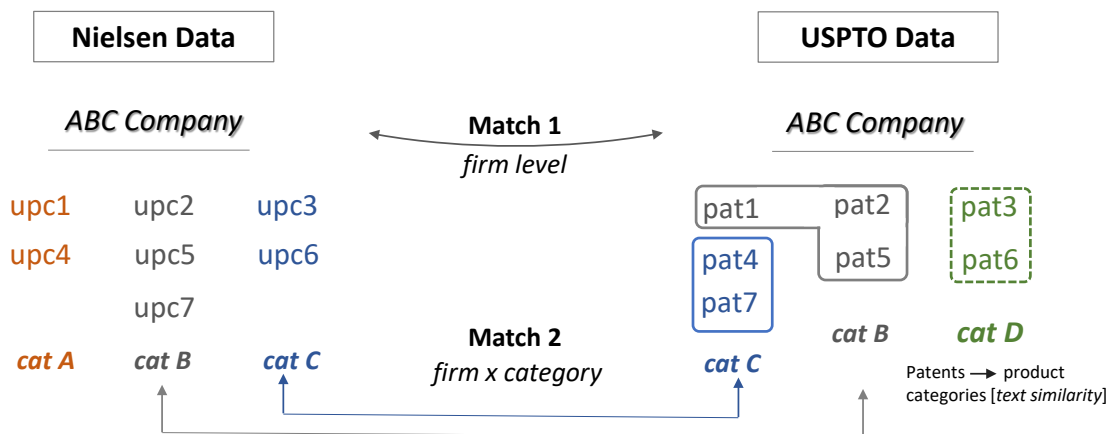 Nielsen Data
USPTO Data
ABC Company
Match 1
firm level
ABC Company
upc1 upc2 upc3
upc4 upc5 upc6
upc7
pat1 pat2 pat3
pat4 pat5 pat6
pat7
cat A cat B cat C
Match 2
firm x category
cat C
cat B
cat D
Patents → product
categories [text similarity]